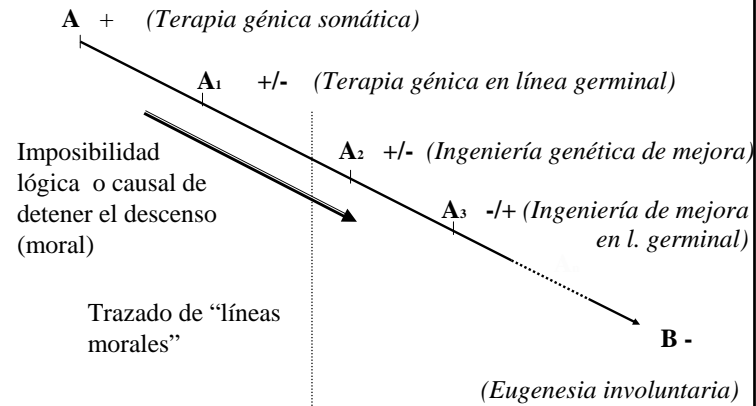 A + (Terapia génica somática)
A₁ +/- (Terapia génica en línea germinal)
Imposibilidad
lógica o causal de
detener el descenso
(moral)
A₂ +/- (Ingeniería genética de mejora)
A₃ -/+ (Ingeniería de mejora
en l. germinal)
Trazado de “líneas
morales”
B -
(Eugenesia involuntaria)